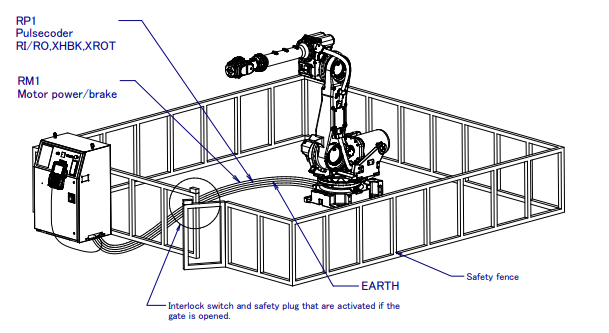 RP1
Pulsecoder
RI/RO,XHBK,XROT
RM1
Motor power/brake
EARTH
Safety fence
Interlock switch and safety plug that are activated if the
gate is opened.